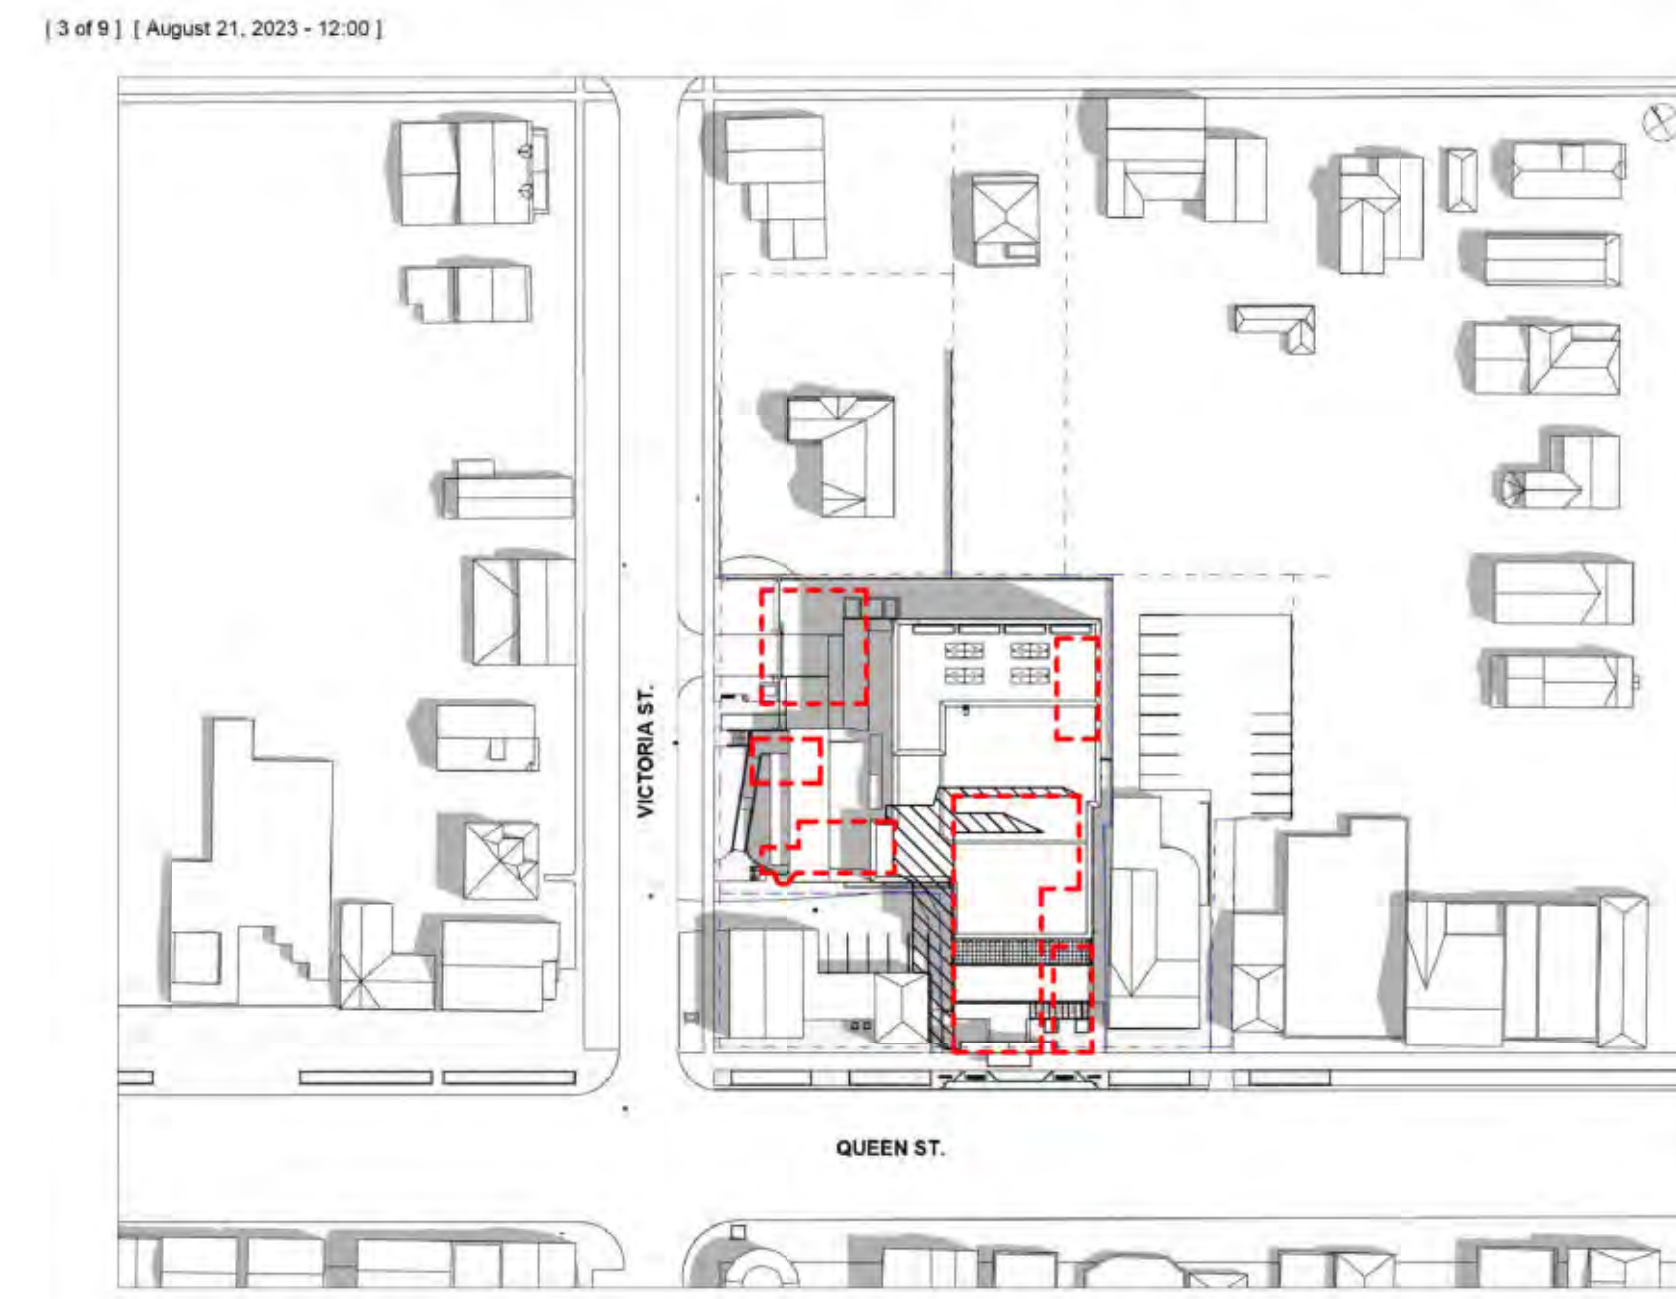 [ 3 of 9 ] [ August 21, 2023 - 12:00 ]
VICTORIA ST.
QUEEN ST.